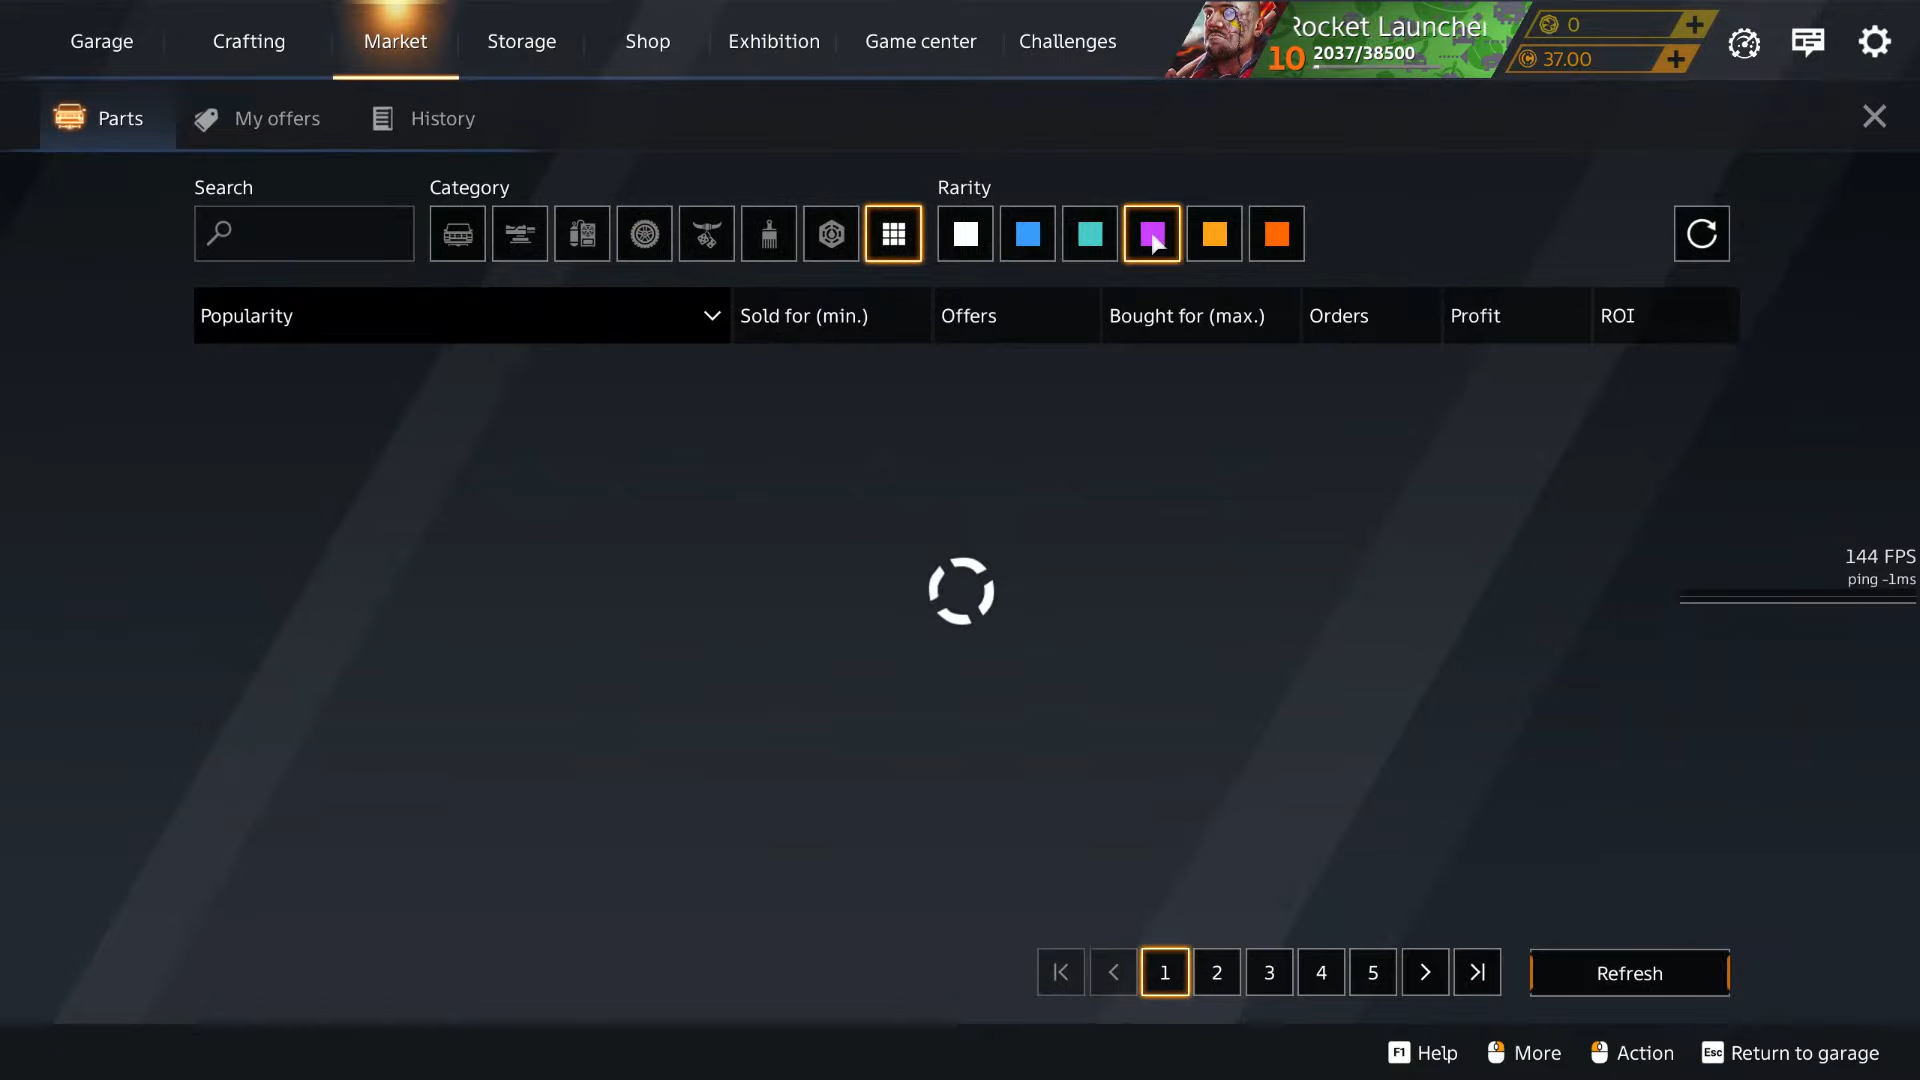 Garage
Crafting
Market
Storage
Shop
Exhibition
Game center
Challenges
Rocket Launcher
10 2037/38500
0
37.00
Parts
My offers
History
Search
Category
Rarity
Popularity
Sold for (min.)
Offers
Bought for (max.)
Orders
Profit
ROI
144 FPS
ping -1ms
1
2
3
4
5
Refresh
F1 Help
More
Action
Esc Return to garage